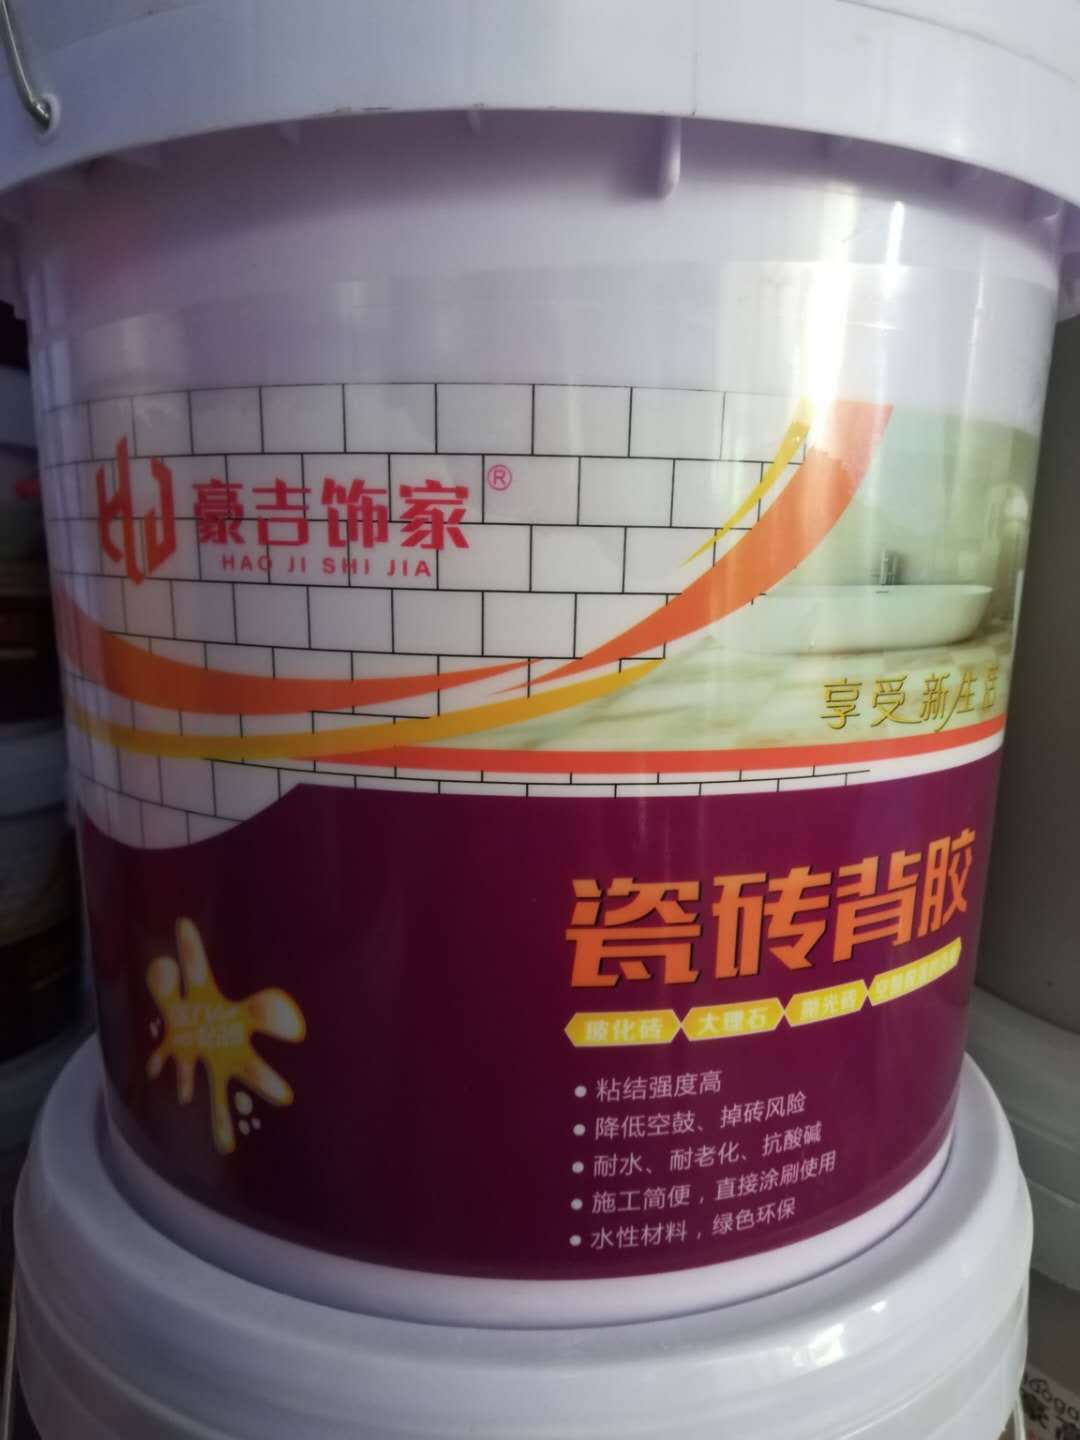 豪吉饰家®
HAO JI SHI JIA
享受新生活
瓷砖背胶
玻化砖 大理石 抛光砖
● 粘结强度高
● 降低空鼓、掉砖风险
● 耐水、耐老化、抗酸碱
● 施工简便，直接涂刷使用
● 水性材料，绿色环保